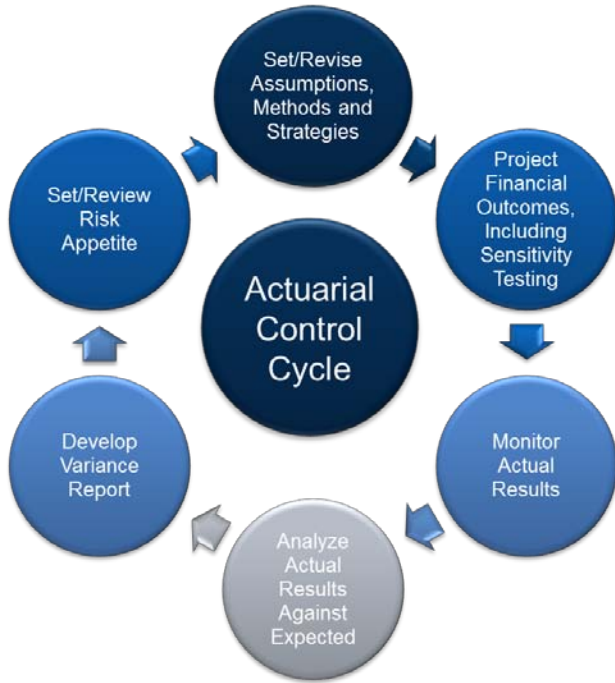 Set/Revise
Assumptions,
Methods and
Strategies
Project
Financial
Outcomes,
Including
Sensitivity
Testing
Monitor
Actual
Results
Analyze
Actual
Results
Against
Expected
Develop
Variance
Report
Set/Review
Risk
Appetite
Actuarial
Control
Cycle